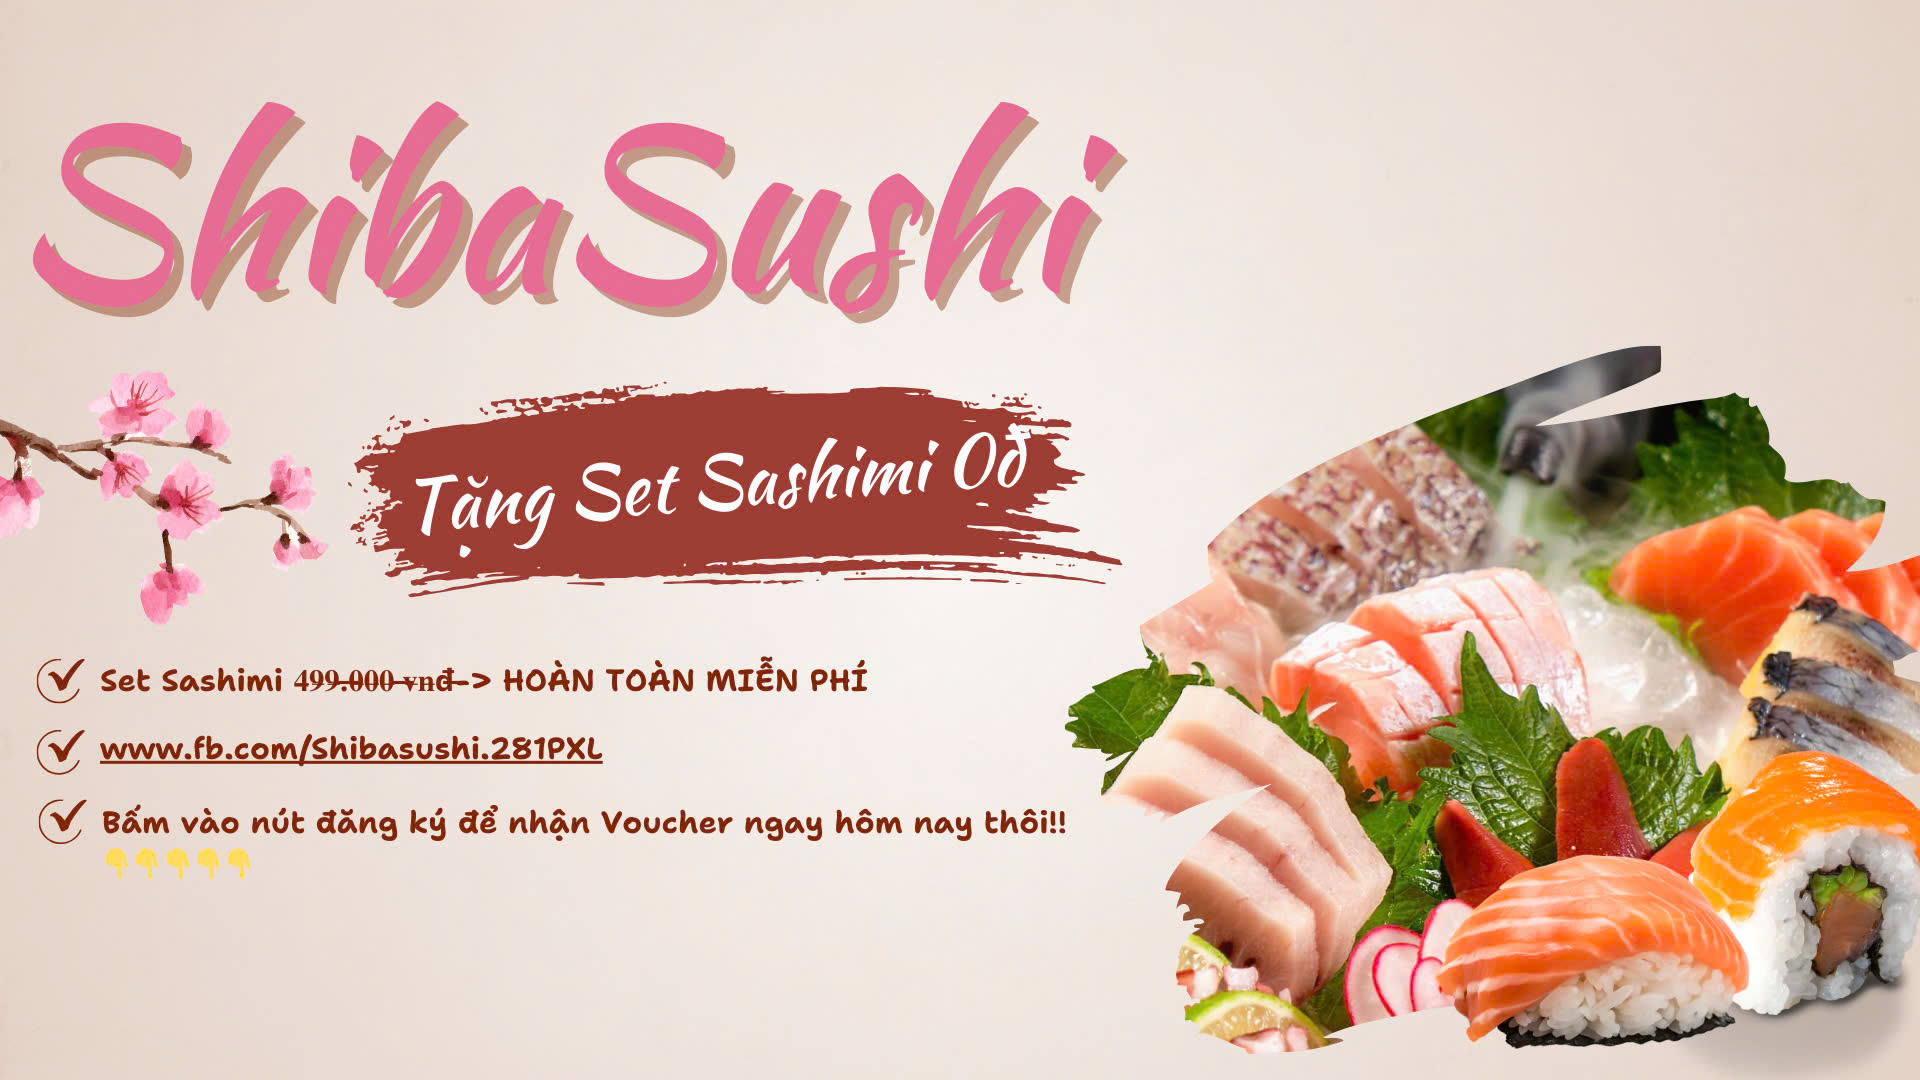 ShibaSushi
Tặng Set Sashimi 0đ
Set Sashimi 499.000 vnđ -> HOÀN TOÀN MIỄN PHÍ
www.fb.com/Shibasushi.281PXL
Bấm vào nút đăng ký để nhận Voucher ngay hôm nay thôi!!
👇👇👇👇👇